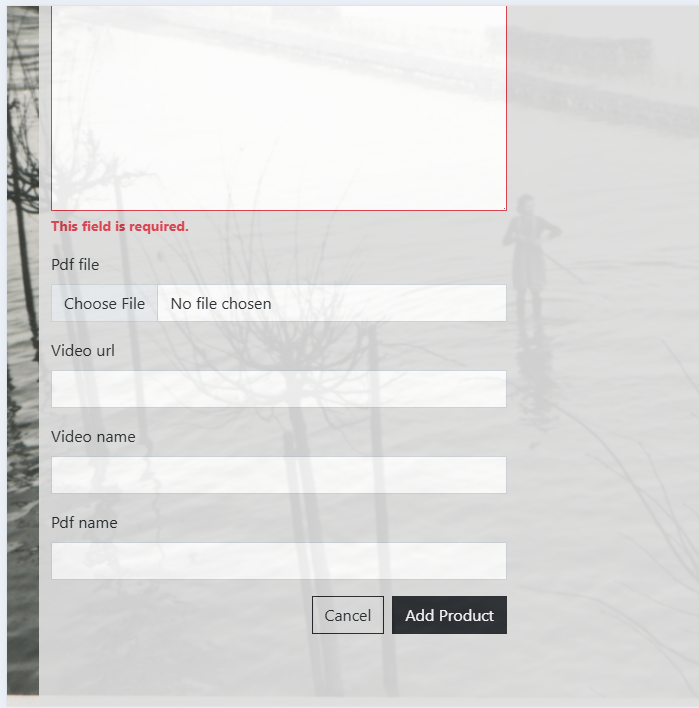 This field is required.
Pdf file
Choose File No file chosen
Video url
Video name
Pdf name
Cancel Add Product